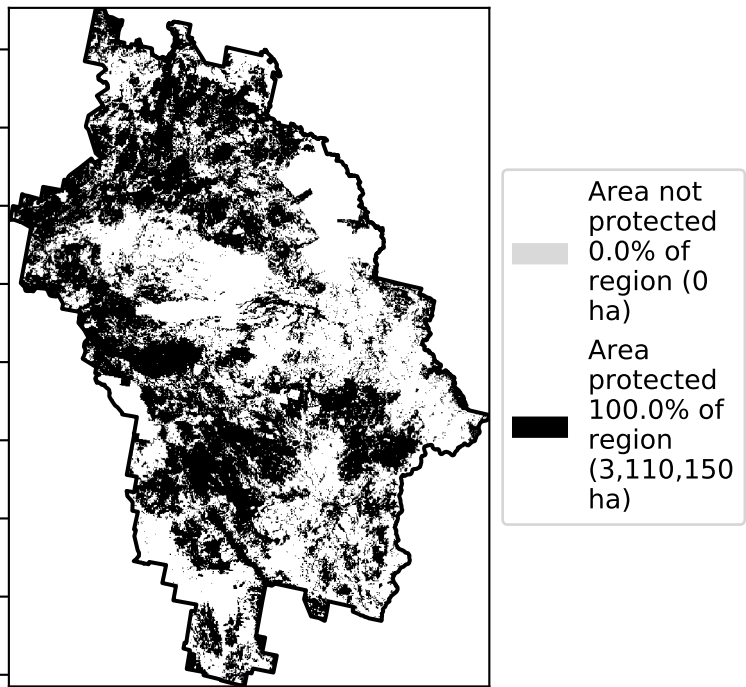 Area not
protected
0.0% of
region (0
ha)
Area
protected
100.0% of
region
(3,110,150
ha)